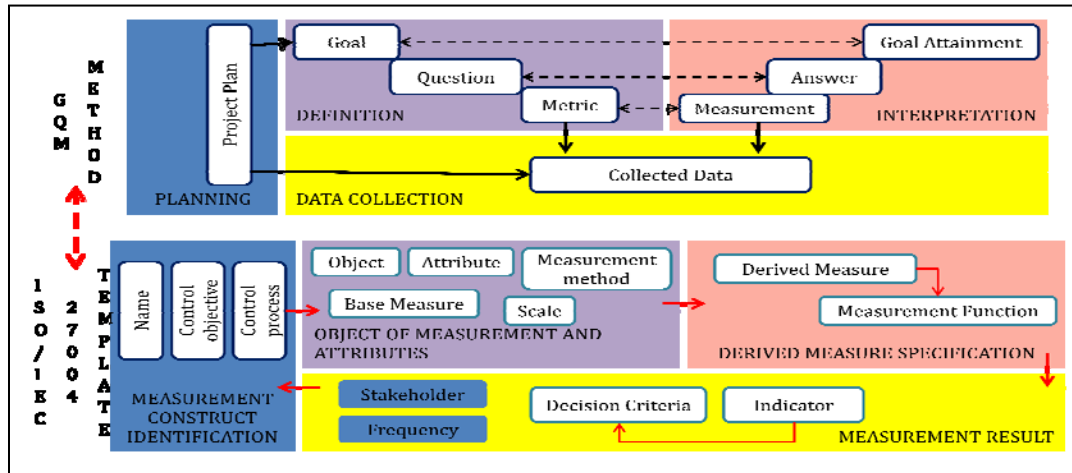 GQM
METHOD
Project Plan
PLANNING
Goal
Question
Metric
DEFINITION
Goal Attainment
Answer
Measurement
INTERPRETATION
Collected Data
DATA COLLECTION
ISO/IEC
27004
TEMPLATE
Name
Control
objective
Control
process
MEASUREMENT
CONSTRUCT
IDENTIFICATION
Object
Attribute
Measurement
method
Base Measure
Scale
OBJECT OF MEASUREMENT AND
ATTRIBUTES
Derived Measure
Measurement Function
DERIVED MEASURE SPECIFICATION
Stakeholder
Frequency
Decision Criteria
Indicator
MEASUREMENT RESULT